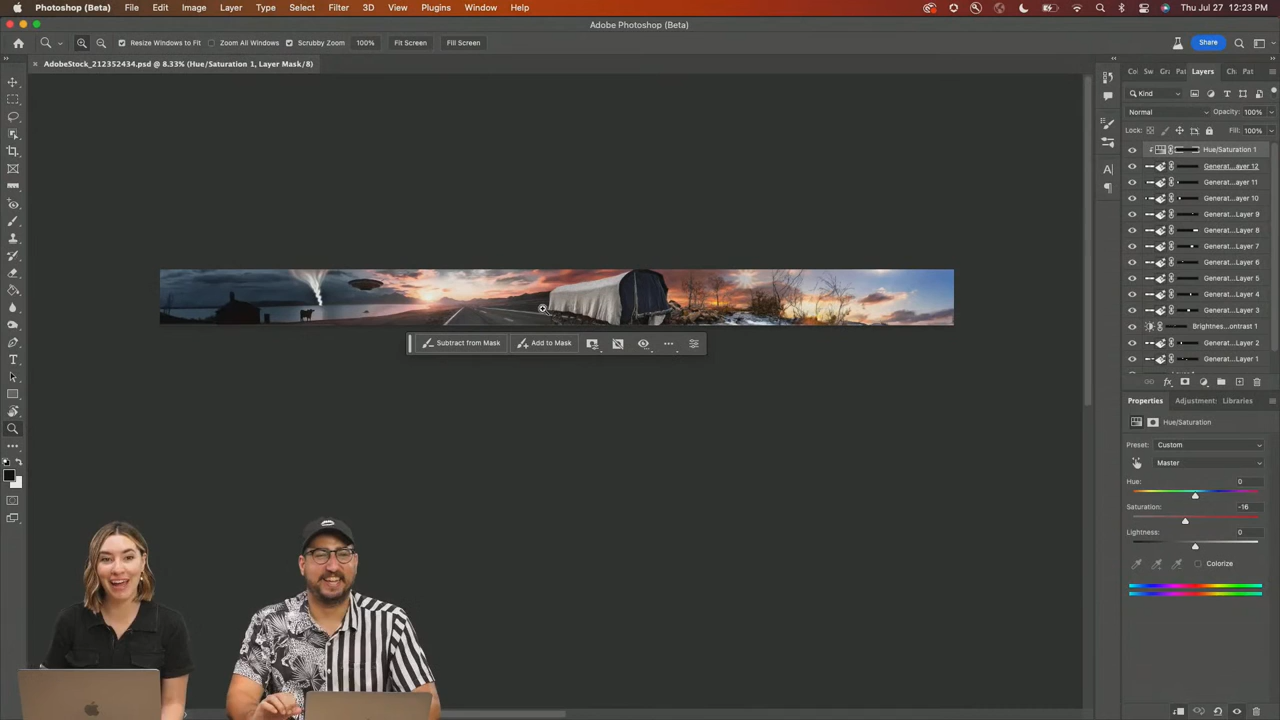 Photoshop (Beta) File Edit Image Layer Type Select Filter 3D View Plugins Window Help Thu Jul 27 12:23 PM
Adobe Photoshop (Beta)
Resize Windows to Fit Zoom All Windows Scrubby Zoom 100% Fit Screen Fill Screen Share
AdobeStock_212352434.psd @ 8.33% (Hue/Saturation 1, Layer Mask/8)
Co Sw Gr Pat Layers Ch Pat
Kind
Normal Opacity: 100%
Lock: Fill: 100%
Hue/Saturation 1
Generat...ayer 12
Generat...ayer 11
Generat...ayer 10
Generat...Layer 9
Generat...Layer 8
Generat...Layer 7
Generat...Layer 6
Generat...Layer 5
Generat...Layer 4
Generat...Layer 3
Brightnes...ontrast 1
Generat...Layer 2
Generat...Layer 1
Subtract from Mask Add to Mask
Properties Adjustment Libraries
Hue/Saturation
Preset: Custom
Master
Hue: 0
Saturation: -16
Lightness: 0
Colorize